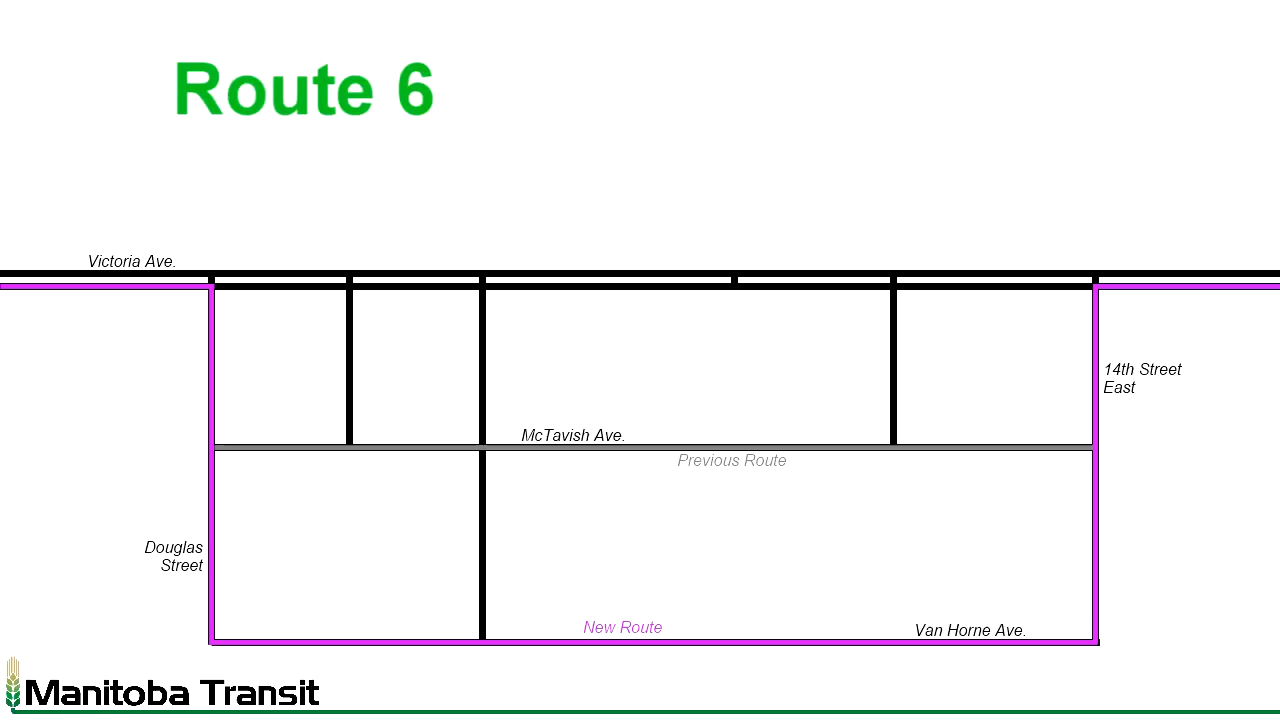 Route 6
Victoria Ave.
14th Street
East
McTavish Ave.
Previous Route
Douglas
Street
New Route
Van Horne Ave.
Manitoba Transit